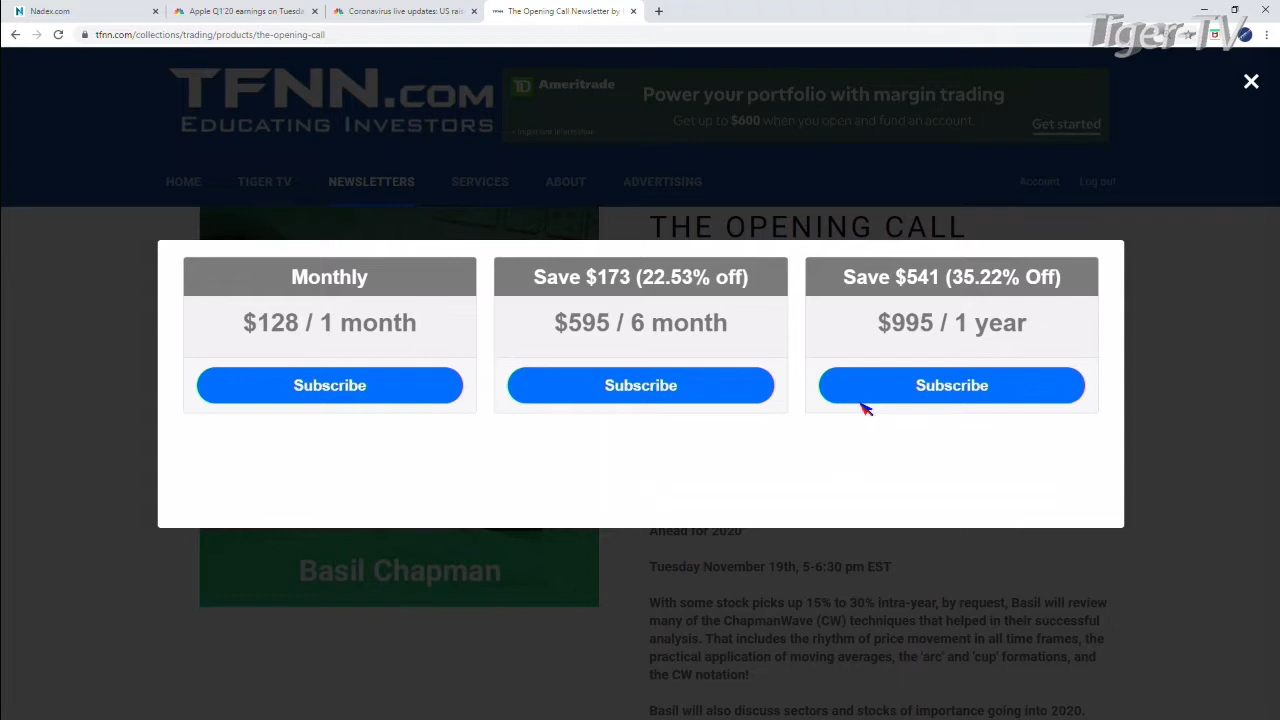 Nadex.com
Apple Q1'20 earnings on Tuesda
Coronavirus live updates: US rais
The Opening Call Newsletter by
tfnn.com/collections/trading/products/the-opening-call
Tiger-TV
TFNN.COM
EDUCATING INVESTORS
TD Ameritrade
Power your portfolio with margin trading
Get up to $600 when you open and fund an account.
Get started
HOME TIGER TV NEWSLETTERS SERVICES ABOUT ADVERTISING
Account Log out
THE OPENING CALL
Monthly
$128 / 1 month
Subscribe
Save $173 (22.53% off)
$595 / 6 month
Subscribe
Save $541 (35.22% Off)
$995 / 1 year
Subscribe
Basil Chapman
Ahead for 2020
Tuesday November 19th, 5-6:30 pm EST
With some stock picks up 15% to 30% intra-year, by request, Basil will review
many of the ChapmanWave (CW) techniques that helped in their successful
analysis. That includes the rhythm of price movement in all time frames, the
practical application of moving averages, the 'arc' and 'cup' formations, and
the CW notation!
Basil will also discuss sectors and stocks of importance going into 2020.